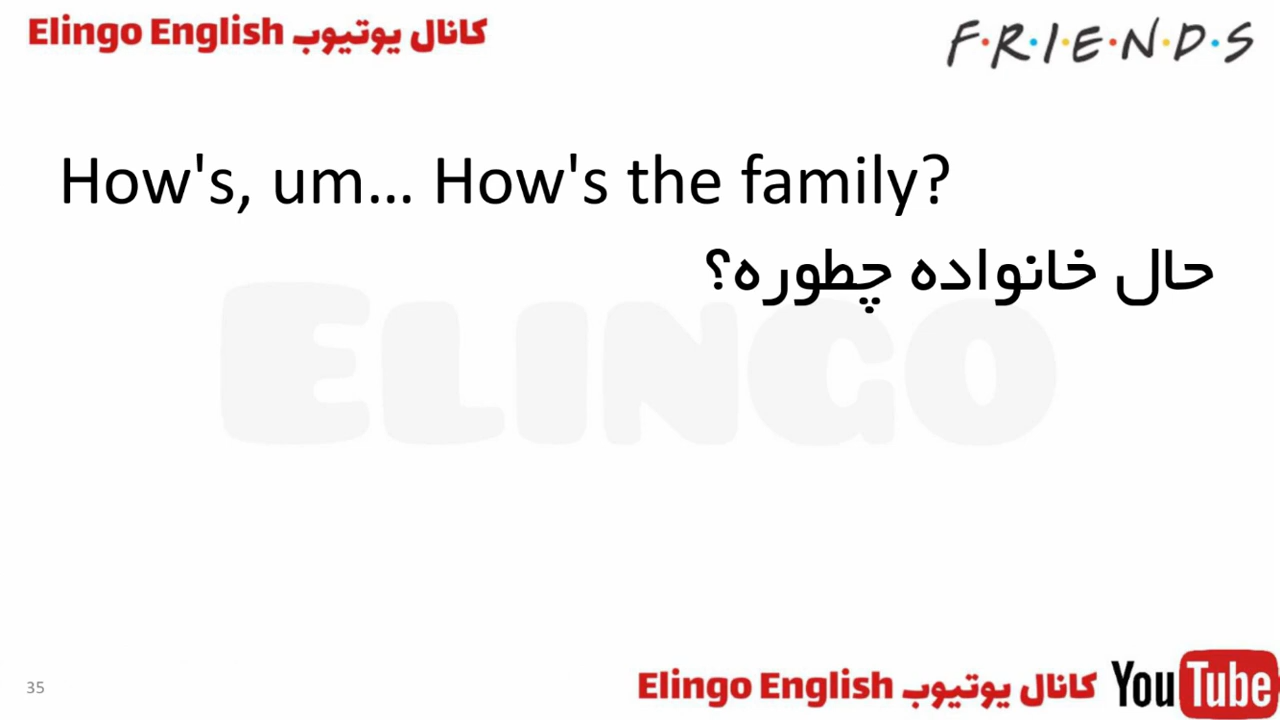 کانال یوتیوب Elingo English
F·R·I·E·N·D·S
How's, um... How's the family?
حال خانواده چطوره؟
ELINGO
35
کانال یوتیوب Elingo English
YouTube